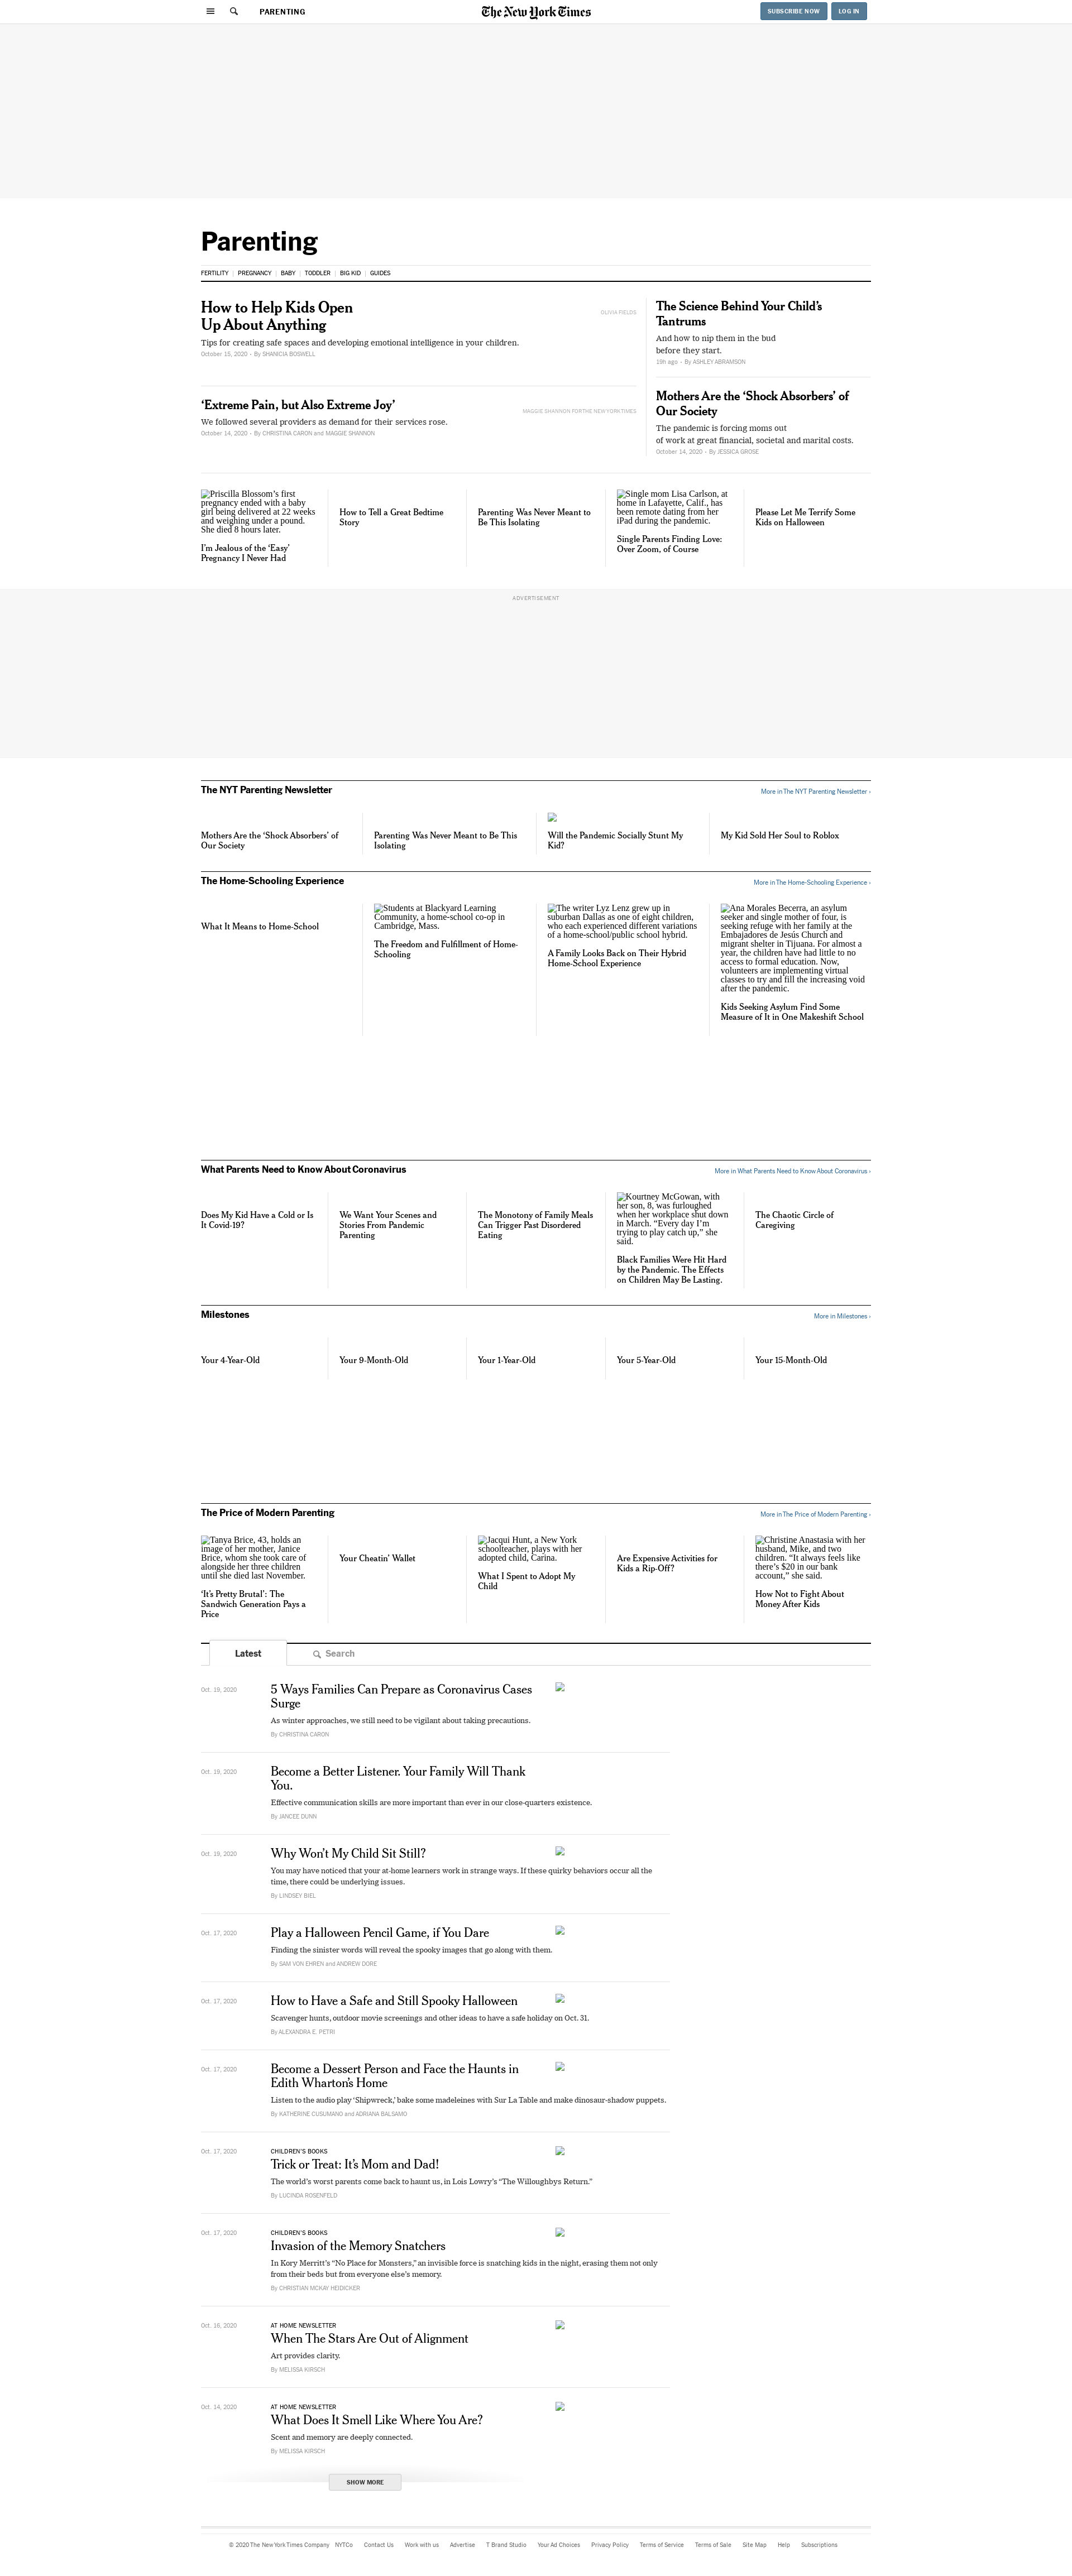 PARENTING
The New York Times
SUBSCRIBE NOW
LOG IN
Parenting
FERTILITY | PREGNANCY | BABY | TODDLER | BIG KID | GUIDES
How to Help Kids Open
Up About Anything
OLIVIA FIELDS
Tips for creating safe spaces and developing emotional intelligence in your children.
October 15, 2020 - By SHANICIA BOSWELL
‘Extreme Pain, but Also Extreme Joy’
MAGGIE SHANNON FOR THE NEW YORK TIMES
We followed several providers as demand for their services rose.
October 14, 2020 - By CHRISTINA CARON and MAGGIE SHANNON
The Science Behind Your Child’s
Tantrums
And how to nip them in the bud
before they start.
15h ago - By ASHLEY ABRAMSON
Mothers Are the ‘Shock Absorbers’ of
Our Society
The pandemic is forcing moms out
of work at great financial, societal and marital costs.
October 14, 2020 - By JESSICA GROSE
Priscilla Blossom’s first
pregnancy ended with a baby
girl being delivered at 22 weeks
and weighing under a pound.
She died 8 hours later.
I’m Jealous of the ‘Easy’
Pregnancy I Never Had
How to Tell a Great Bedtime
Story
Parenting Was Never Meant to
Be This Isolating
Single mom Lisa Carlson, at
home in Lafayette, Calif., has
been remote dating from her
iPad during the pandemic.
Single Parents Finding Love:
Over Zoom, of Course
Please Let Me Terrify Some
Kids on Halloween
ADVERTISEMENT
The NYT Parenting Newsletter
More in The NYT Parenting Newsletter ›
Mothers Are the ‘Shock Absorbers’ of
Our Society
Parenting Was Never Meant to Be This
Isolating
Will the Pandemic Socially Stunt My
Kid?
My Kid Sold Her Soul to Roblox
The Home-Schooling Experience
More in The Home-Schooling Experience ›
What It Means to Home-School
Students at Blackyard Learning
Community, a home-school co-op in
Cambridge, Mass.
The Freedom and Fulfillment of Home-
Schooling
The writer Lyz Lenz grew up in
suburban Dallas as one of eight children,
who each experienced different variations
of a home-school/public school hybrid.
A Family Looks Back on Their Hybrid
Home-School Experience
Ana Morales Becerra, an asylum
seeker and single mother of four, is
seeking refuge with her family at the
Embajadores de Jesús Church and
migrant shelter in Tijuana. For almost a
year, the children have had little to no
access to formal education. Now,
volunteers are implementing virtual
classes to try and fill the increasing void
after the pandemic.
Kids Seeking Asylum Find Some
Measure of It in One Makeshift School
What Parents Need to Know About Coronavirus
More in What Parents Need to Know About Coronavirus ›
Does My Kid Have a Cold or Is
It Covid-19?
We Want Your Scenes and
Stories From Pandemic
Parenting
The Monotony of Family Meals
Can Trigger Past Disordered
Eating
Kourtney McGowan, with
her son, 8, was furloughed
when her workplace shut down
in March. “Every day I’m
trying to play catch up,” she
said.
Black Families Were Hit Hard
by the Pandemic. The Effects
on Children May Be Lasting.
The Chaotic Circle of
Caregiving
Milestones
More in Milestones ›
Your 4-Year-Old
Your 9-Month-Old
Your 1-Year-Old
Your 5-Year-Old
Your 15-Month-Old
The Price of Modern Parenting
More in The Price of Modern Parenting ›
Tanya Brice, 43, holds an
image of her mother, Janice
Brice, whom she took care of
alongside her three children
until she died last November.
‘It’s Pretty Brutal’: The
Sandwich Generation Pays a
Price
Your Cheatin’ Wallet
Jacqui Hunt, a New York
schoolteacher, plays with her
adopted child, Carina.
What I Spent to Adopt My
Child
Are Expensive Activities for
Kids a Rip-Off?
Christine Anastasia with her
husband, Mike, and two
children. “It always feels like
there’s $20 in our bank
account,” she said.
How Not to Fight About
Money After Kids
Latest
Search
Oct. 19, 2020
5 Ways Families Can Prepare as Coronavirus Cases
Surge
As winter approaches, we still need to be vigilant about taking precautions.
By CHRISTINA CARON
Oct. 19, 2020
Become a Better Listener. Your Family Will Thank
You.
Effective communication skills are more important than ever in our close-quarters existence.
By JANCEE DUNN
Oct. 19, 2020
Why Won’t My Child Sit Still?
You may have noticed that your at-home learners work in strange ways. If these quirky behaviors occur all the
time, there could be underlying issues.
By LINDSEY BIEL
Oct. 17, 2020
Play a Halloween Pencil Game, if You Dare
Finding the sinister words will reveal the spooky images that go along with them.
By SAM VON EHREN and ANDREW DORE
Oct. 17, 2020
How to Have a Safe and Still Spooky Halloween
Scavenger hunts, outdoor movie screenings and other ideas to have a safe holiday on Oct. 31.
By ALEXANDRA E. PETRI
Oct. 17, 2020
Become a Dessert Person and Face the Haunts in
Edith Wharton’s Home
Listen to the audio play ‘Shipwreck,’ bake some madeleines with Sur La Table and make dinosaur-shadow puppets.
By KATHERINE CUSUMANO and ADRIANA BALSAMO
Oct. 17, 2020
CHILDREN’S BOOKS
Trick or Treat: It’s Mom and Dad!
The world’s worst parents come back to haunt us, in Lois Lowry’s “The Willoughbys Return.”
By LUCINDA ROSENFELD
Oct. 17, 2020
CHILDREN’S BOOKS
Invasion of the Memory Snatchers
In Kory Merritt’s “No Place for Monsters,” an invisible force is snatching kids in the night, erasing them not only
from their beds but from everyone else’s memory.
By CHRISTIAN MCKAY HEIDICKER
Oct. 16, 2020
AT HOME NEWSLETTER
When The Stars Are Out of Alignment
Art provides clarity.
By MELISSA KIRSCH
Oct. 14, 2020
AT HOME NEWSLETTER
What Does It Smell Like Where You Are?
Scent and memory are deeply connected.
By MELISSA KIRSCH
SHOW MORE
© 2020 The New York Times Company NYTCo Contact Us Work with us Advertise T Brand Studio Your Ad Choices Privacy Policy Terms of Service Terms of Sale Site Map Help Subscriptions